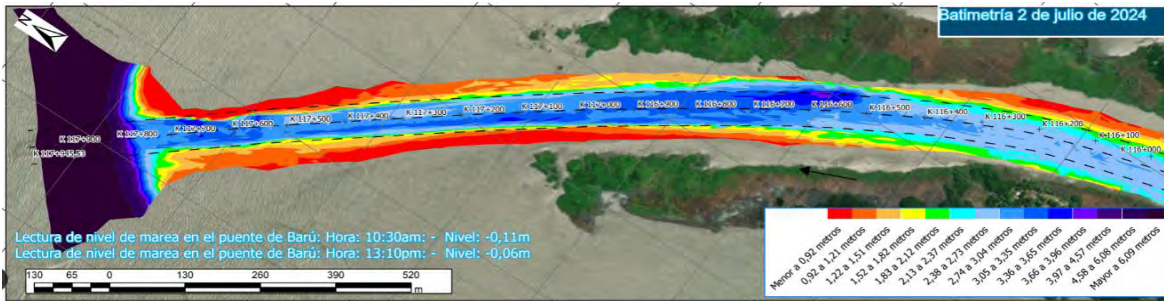 Batimetría 2 de julio de 2024
N
K 117+945,53
K 117+900
K 117+800
K 117+700
K 117+600
K 117+500
K 117+400
K 117+300
K 117+200
K 117+100
K 117+000
K 116+900
K 116+800
K 116+700
K 116+600
K 116+500
K 116+400
K 116+300
K 116+200
K 116+100
K 116+000
Lectura de nivel de marea en el puente de Barú: Hora: 10:30am: - Nivel: -0,11m
Lectura de nivel de marea en el puente de Barú: Hora: 13:10pm: - Nivel: -0,06m
130 65 0 130 260 390 520
m
Menor a 0,92 metros
0,92 a 1,21 metros
1,22 a 1,51 metros
1,52 a 1,82 metros
1,83 a 2,12 metros
2,13 a 2,37 metros
2,38 a 2,73 metros
2,74 a 3,04 metros
3,05 a 3,35 metros
3,36 a 3,65 metros
3,66 a 3,96 metros
3,97 a 4,57 metros
4,58 a 6,08 metros
Mayor a 6,09 metros